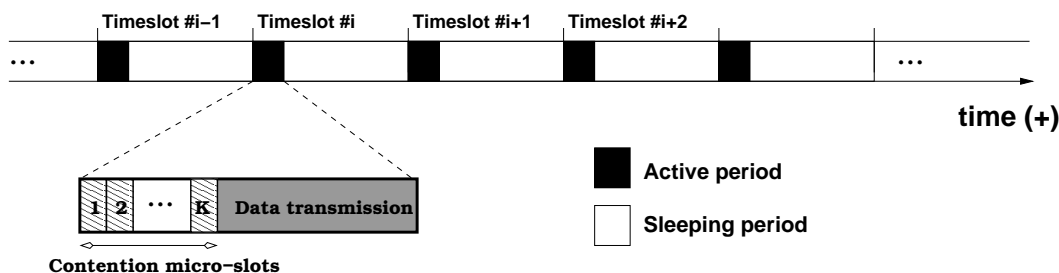 Timeslot #i−1 Timeslot #i Timeslot #i+1 Timeslot #i+2
... ...
time (+)
1 2 ... K Data transmission
Contention micro−slots
Active period
Sleeping period